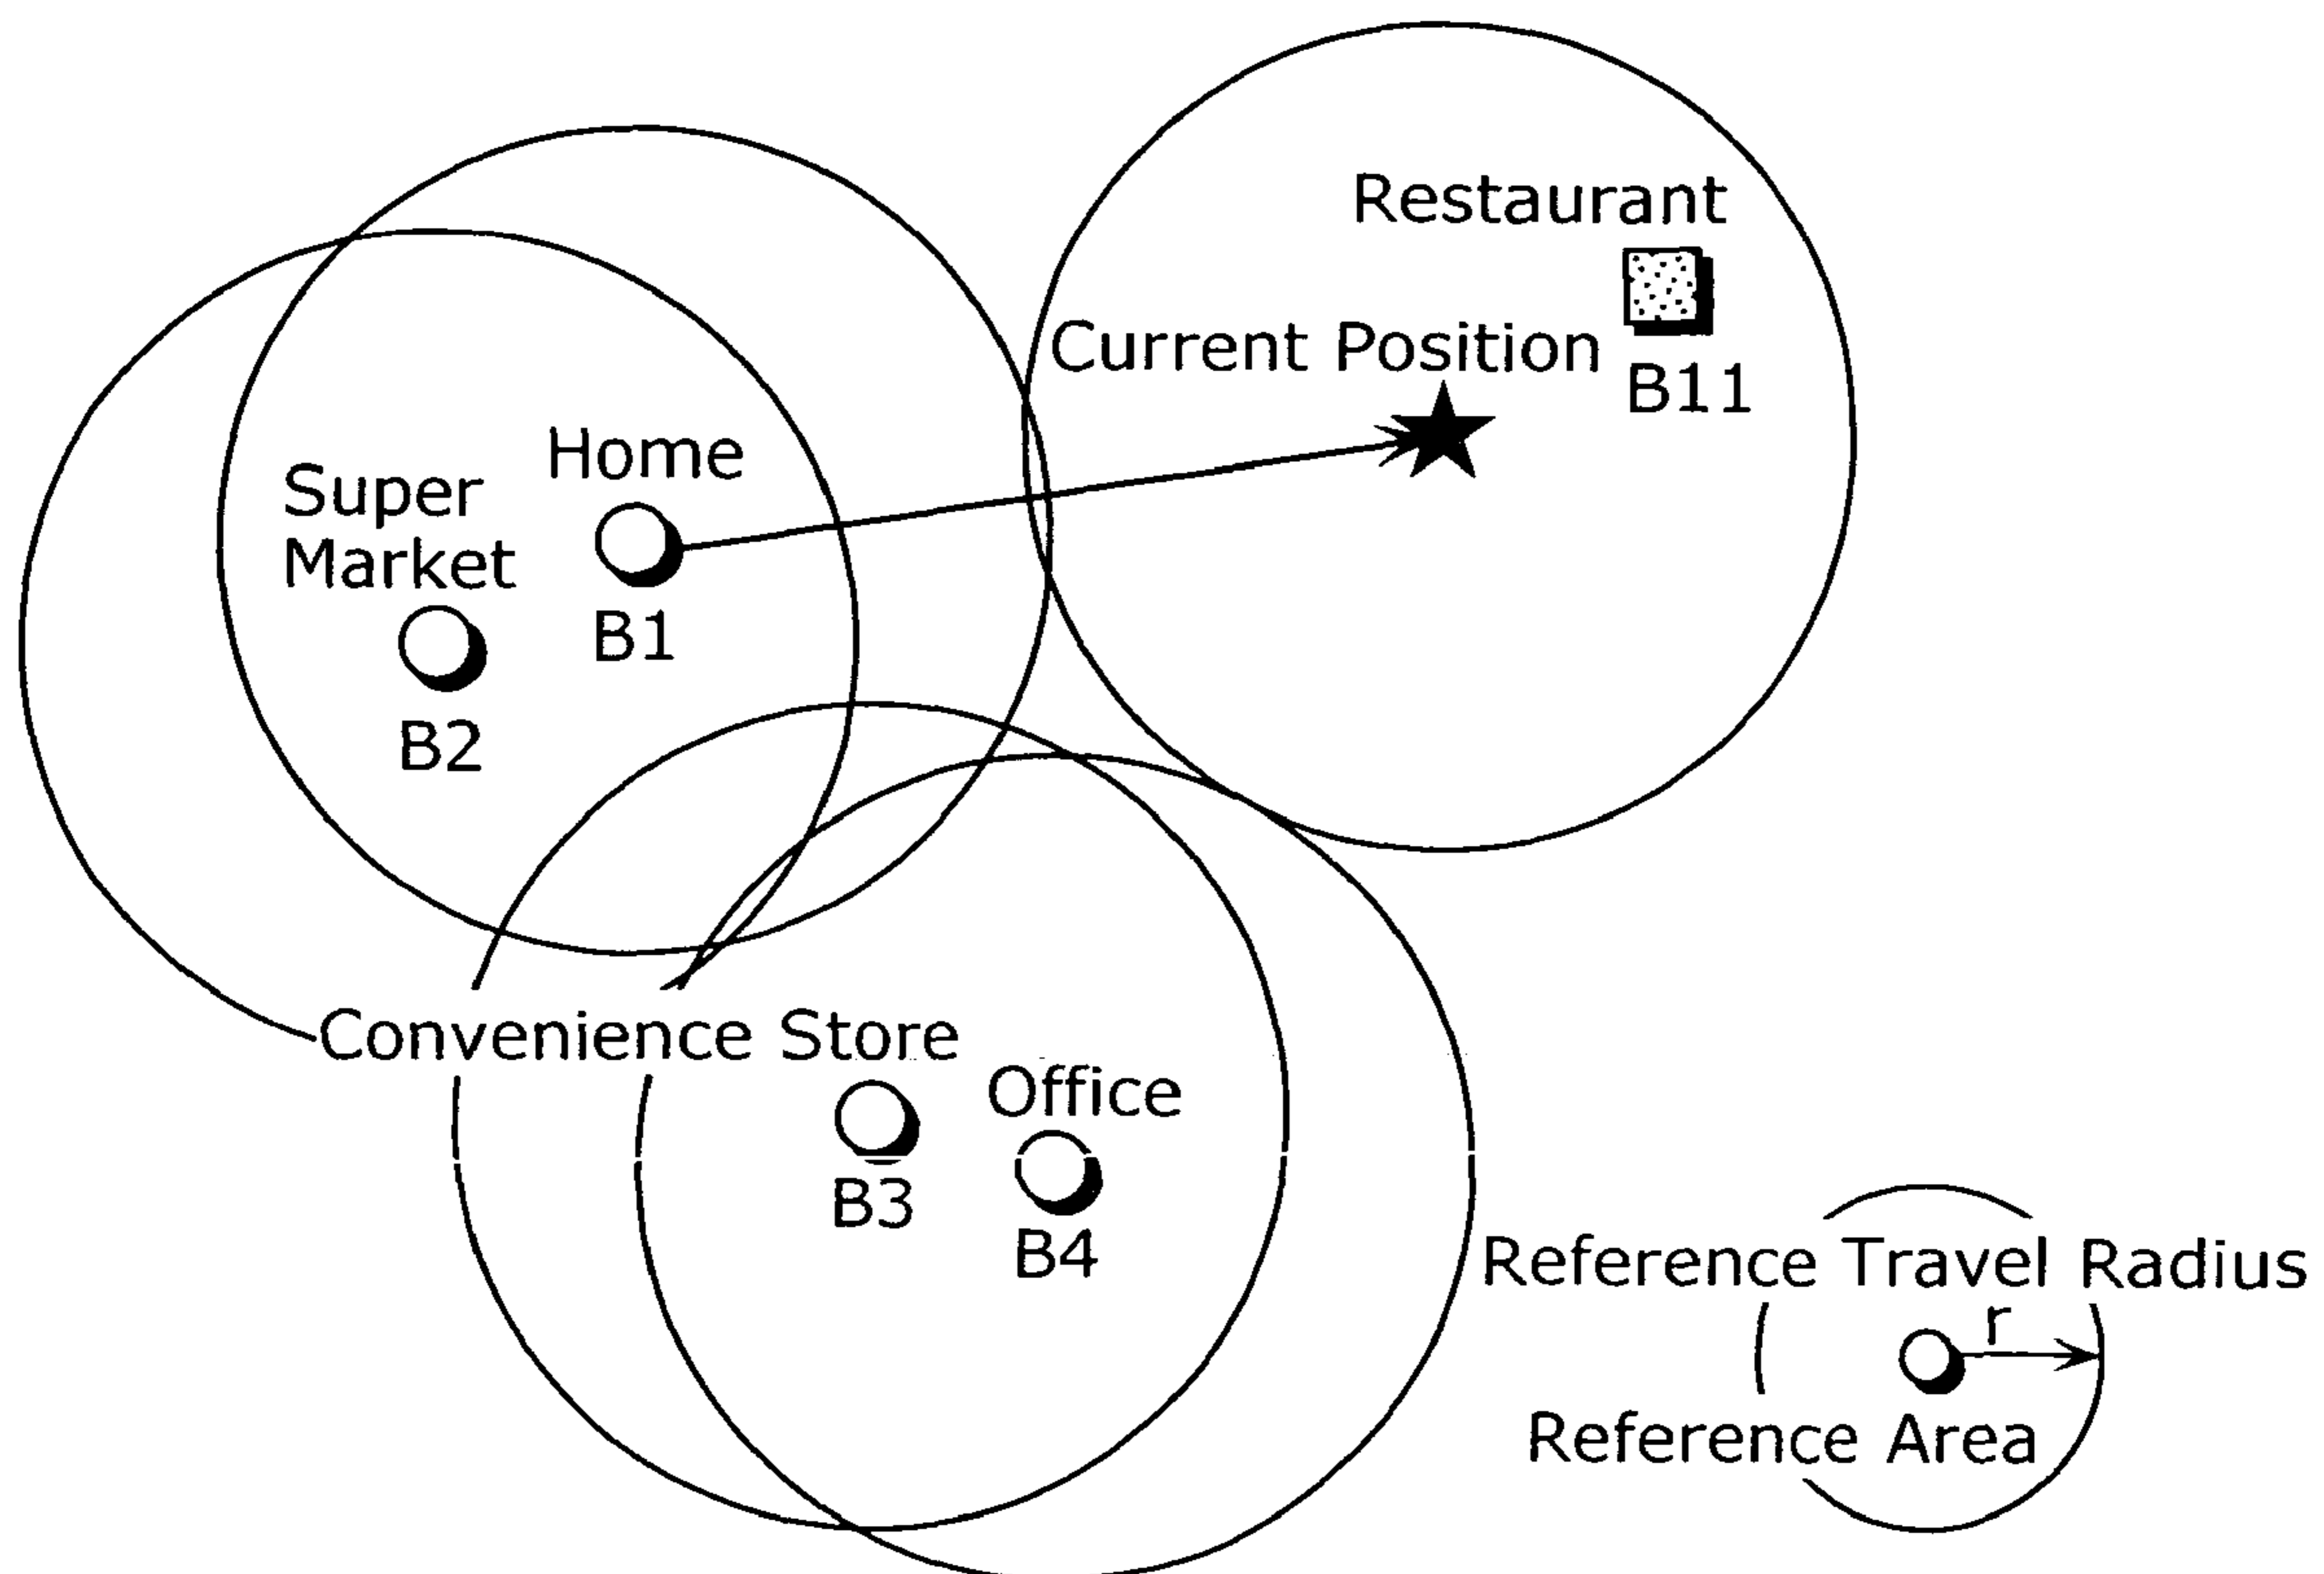 Restaurant
Current Position
B11
Home
Super
Market
B1
B2
Convenience Store
Office
B3
B4
Reference Travel Radius
r
Reference Area